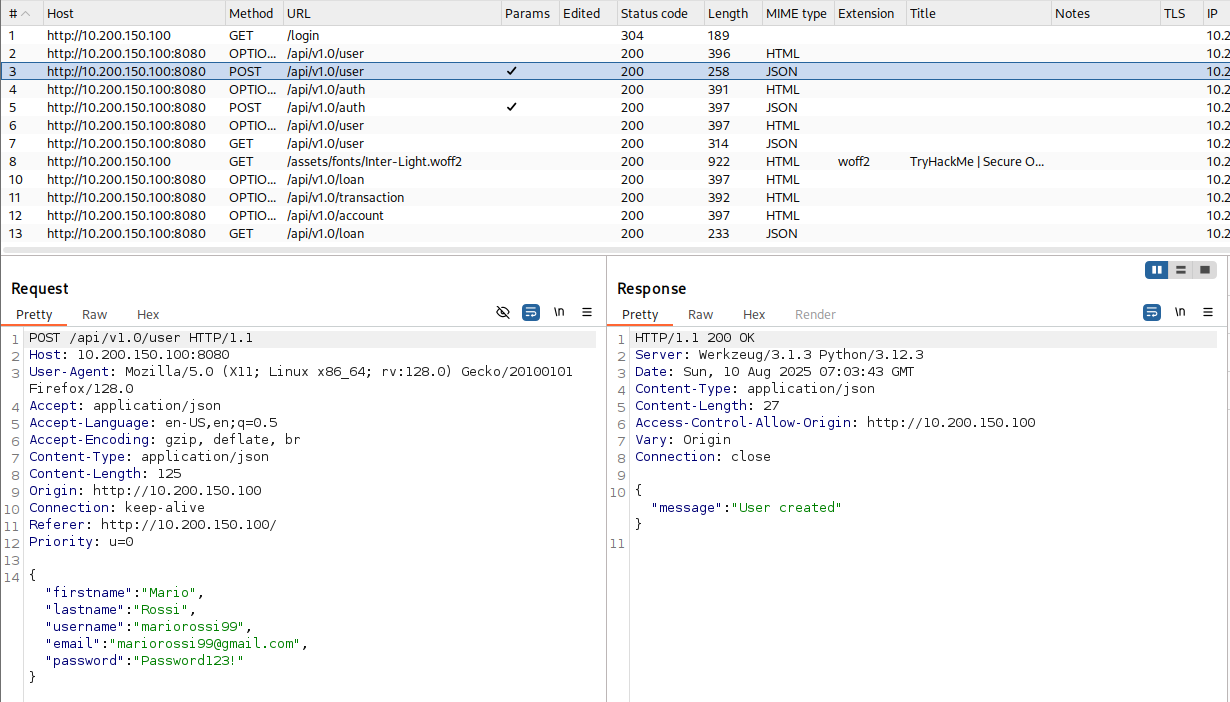 # Host Method URL Params Edited Status code Length MIME type Extension Title Notes TLS IP
1 http://10.200.150.100 GET /login 304 189 10.2
2 http://10.200.150.100:8080 OPTIO... /api/v1.0/user 200 396 HTML 10.2
3 http://10.200.150.100:8080 POST /api/v1.0/user ✓ 200 258 JSON 10.2
4 http://10.200.150.100:8080 OPTIO... /api/v1.0/auth 200 391 HTML 10.2
5 http://10.200.150.100:8080 POST /api/v1.0/auth ✓ 200 397 JSON 10.2
6 http://10.200.150.100:8080 OPTIO... /api/v1.0/user 200 397 HTML 10.2
7 http://10.200.150.100:8080 GET /api/v1.0/user 200 314 JSON 10.2
8 http://10.200.150.100 GET /assets/fonts/Inter-Light.woff2 200 922 HTML woff2 TryHackMe | Secure O... 10.2
10 http://10.200.150.100:8080 OPTIO... /api/v1.0/loan 200 397 HTML 10.2
11 http://10.200.150.100:8080 OPTIO... /api/v1.0/transaction 200 392 HTML 10.2
12 http://10.200.150.100:8080 OPTIO... /api/v1.0/account 200 397 HTML 10.2
13 http://10.200.150.100:8080 GET /api/v1.0/loan 200 233 JSON 10.2
Request
Pretty Raw Hex \n
1 POST /api/v1.0/user HTTP/1.1
2 Host: 10.200.150.100:8080
3 User-Agent: Mozilla/5.0 (X11; Linux x86_64; rv:128.0) Gecko/20100101
Firefox/128.0
4 Accept: application/json
5 Accept-Language: en-US,en;q=0.5
6 Accept-Encoding: gzip, deflate, br
7 Content-Type: application/json
8 Content-Length: 125
9 Origin: http://10.200.150.100
10 Connection: keep-alive
11 Referer: http://10.200.150.100/
12 Priority: u=0
13
14 {
"firstname":"Mario",
"lastname":"Rossi",
"username":"mariorossi99",
"email":"mariorossi99@gmail.com",
"password":"Password123!"
}
Response
Pretty Raw Hex Render \n
1 HTTP/1.1 200 OK
2 Server: Werkzeug/3.1.3 Python/3.12.3
3 Date: Sun, 10 Aug 2025 07:03:43 GMT
4 Content-Type: application/json
5 Content-Length: 27
6 Access-Control-Allow-Origin: http://10.200.150.100
7 Vary: Origin
8 Connection: close
9
10 {
"message":"User created"
}
11